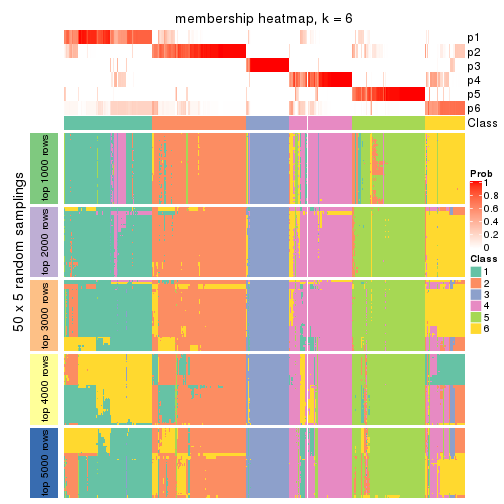 membership heatmap, k = 6
p1
p2
p3
p4
p5
p6
Class
50 x 5 random samplings
top 1000 rows
top 2000 rows
top 3000 rows
top 4000 rows
top 5000 rows
Prob
1
0.8
0.6
0.4
0.2
0
Class
1
2
3
4
5
6